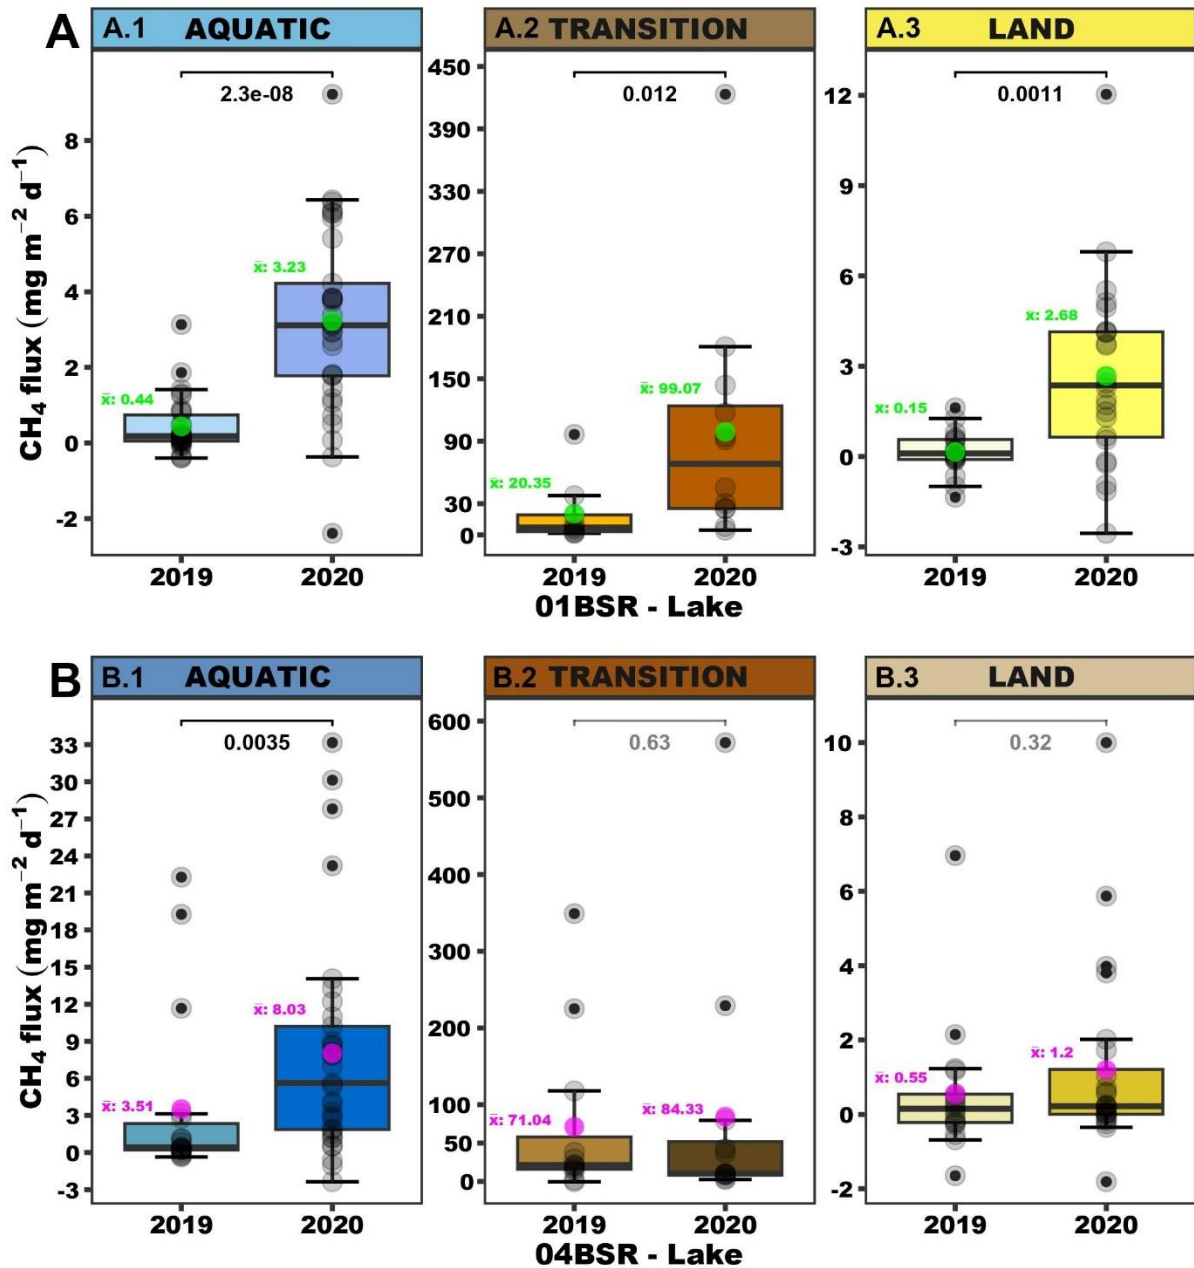 A
A.1 AQUATIC
A.2 TRANSITION
A.3 LAND
CH₄ flux (mg m⁻² d⁻¹)
8
6
4
2
0
-2
2.3e-08
x̄: 0.44
x̄: 3.23
2019 2020
450
390
330
270
210
150
90
30
0
0.012
x̄: 20.35
x̄: 99.07
2019 2020
12
9
6
3
0
-3
0.0011
x: 0.15
x: 2.68
2019 2020
01BSR - Lake
B
B.1 AQUATIC
B.2 TRANSITION
B.3 LAND
CH₄ flux (mg m⁻² d⁻¹)
33
30
27
24
21
18
15
12
9
6
3
0
-3
0.0035
x̄: 3.51
x̄: 8.03
2019 2020
600
500
400
300
200
100
50
0
0.63
x̄: 71.04
x̄: 84.33
2019 2020
10
8
6
4
2
0
-2
0.32
x̄: 0.55
x̄: 1.2
2019 2020
04BSR - Lake